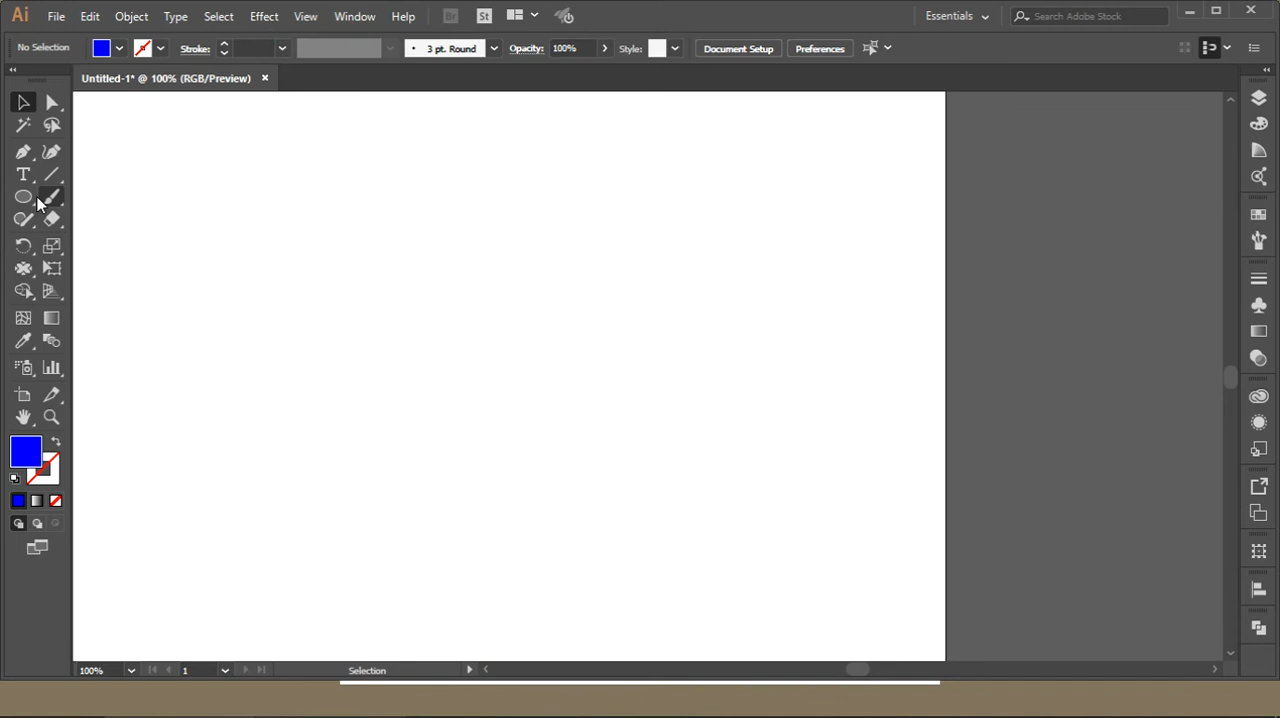 Ai File Edit Object Type Select Effect View Window Help Br St Essentials Search Adobe Stock
No Selection Stroke: 3 pt. Round Opacity: 100% Style: Document Setup Preferences
Untitled-1* @ 100% (RGB/Preview) ×
T
100% 1 Selection